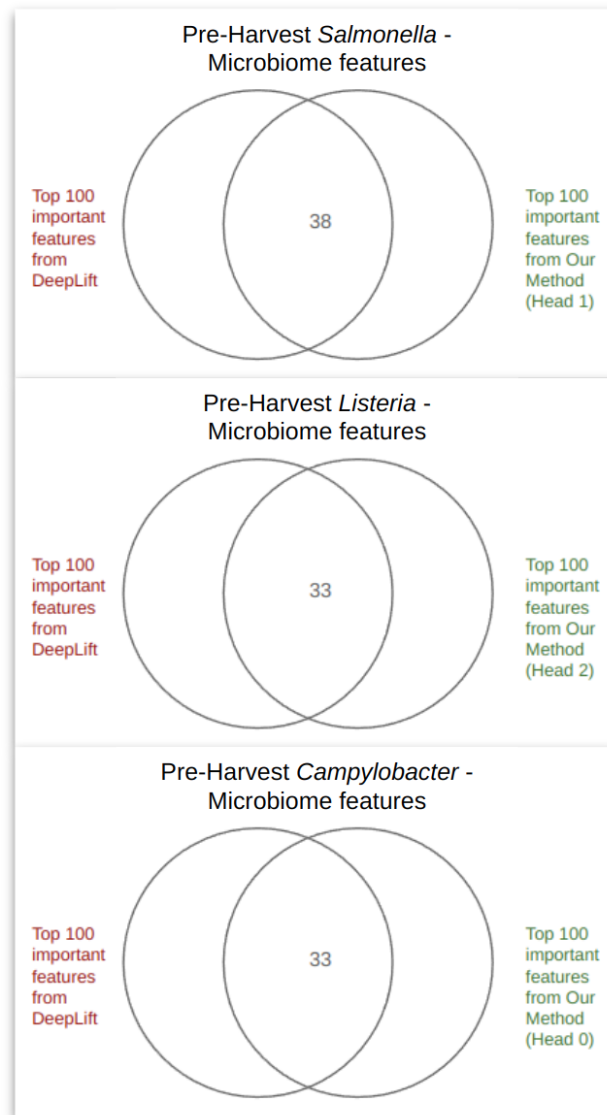 Pre-Harvest Salmonella -
Microbiome features
Top 100
important
features
from
DeepLift
38
Top 100
important
features
from Our
Method
(Head 1)
Pre-Harvest Listeria -
Microbiome features
Top 100
important
features
from
DeepLift
33
Top 100
important
features
from Our
Method
(Head 2)
Pre-Harvest Campylobacter -
Microbiome features
Top 100
important
features
from
DeepLift
33
Top 100
important
features
from Our
Method
(Head 0)